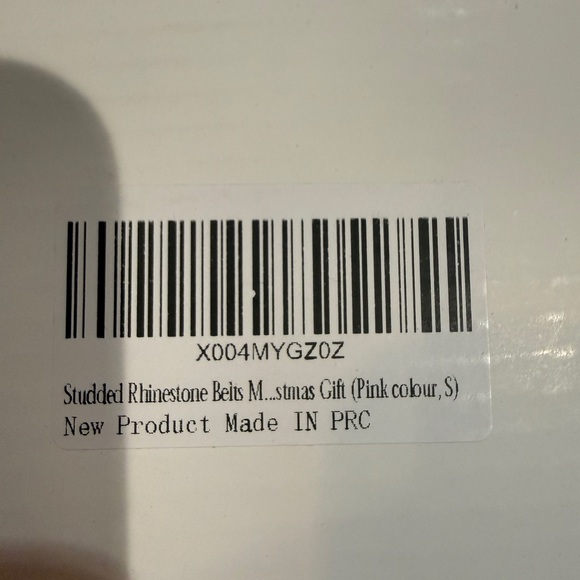 X004MYGZ0Z
Studded Rhinestone Belts M...stmas Gift (Pink colour, S)
New Product Made IN PRC